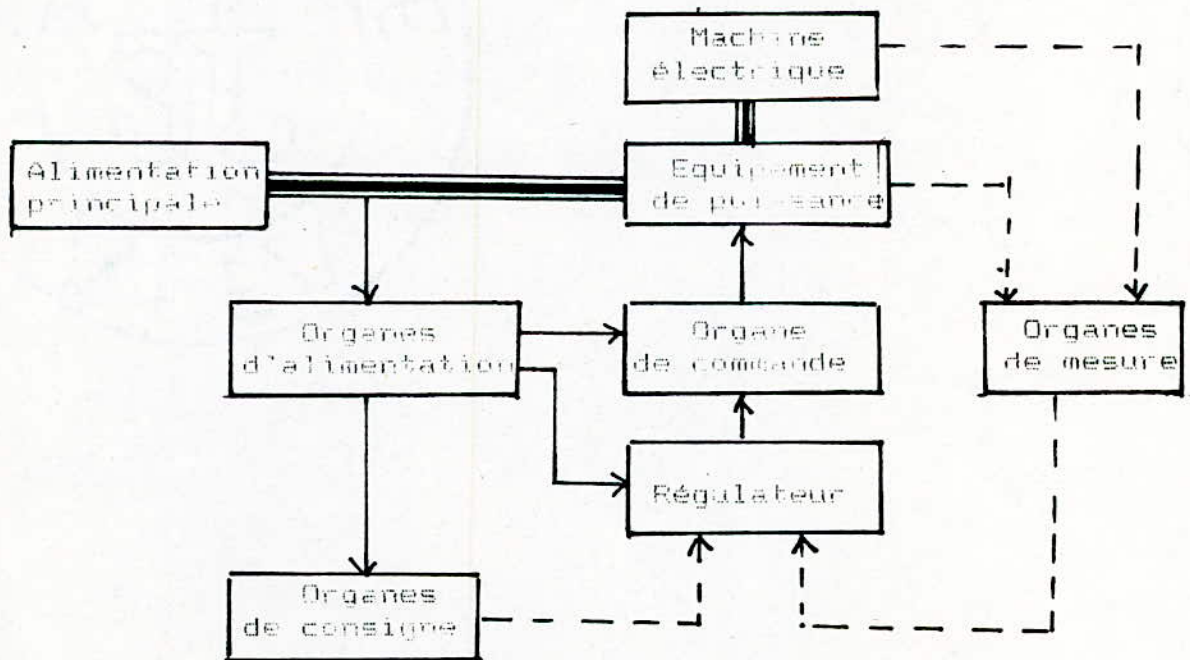 Machine
électrique
Alimentation
principale
Equipement
de puissance
Organes
d'alimentation
Organe
de commande
Organes
de mesure
Régulateur
Organes
de consigne